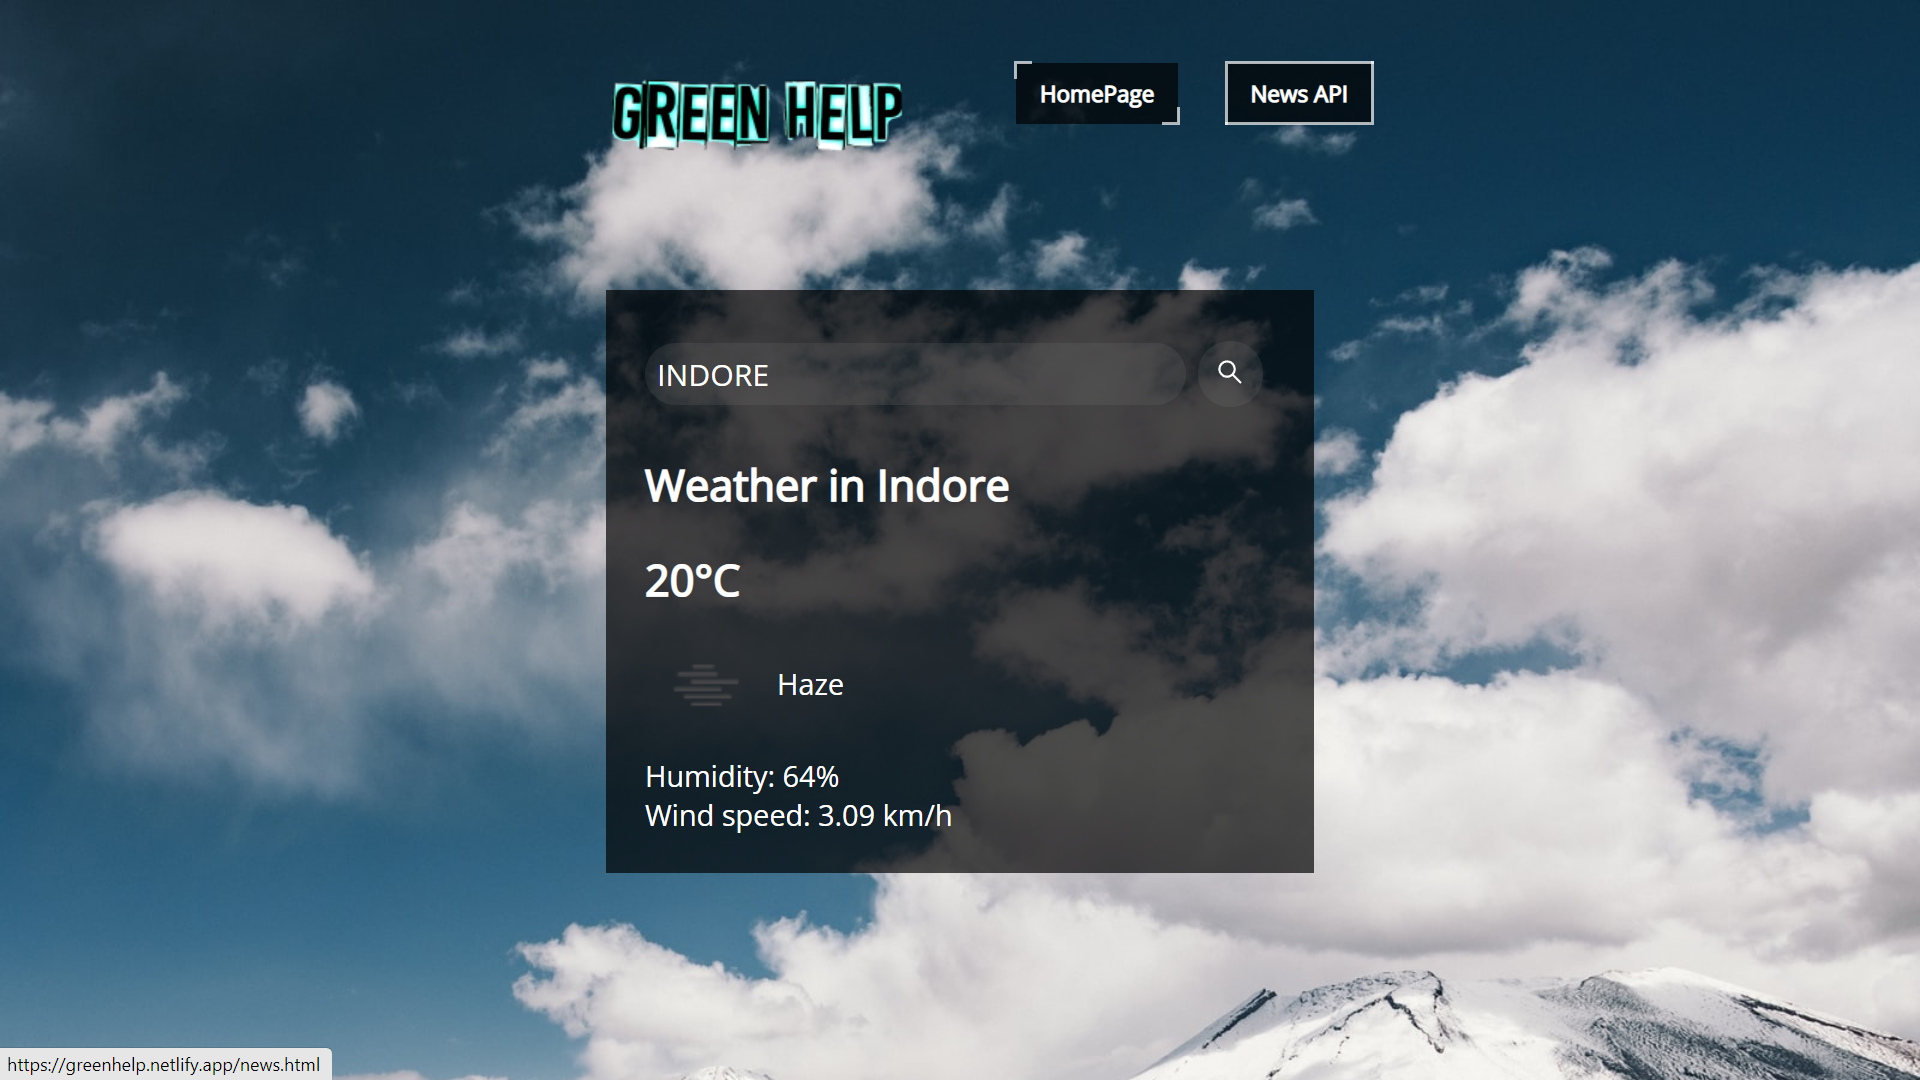 GREEN HELP
HomePage
News API
INDORE
Weather in Indore
20°C
Haze
Humidity: 64%
Wind speed: 3.09 km/h
https://greenhelp.netlify.app/news.html